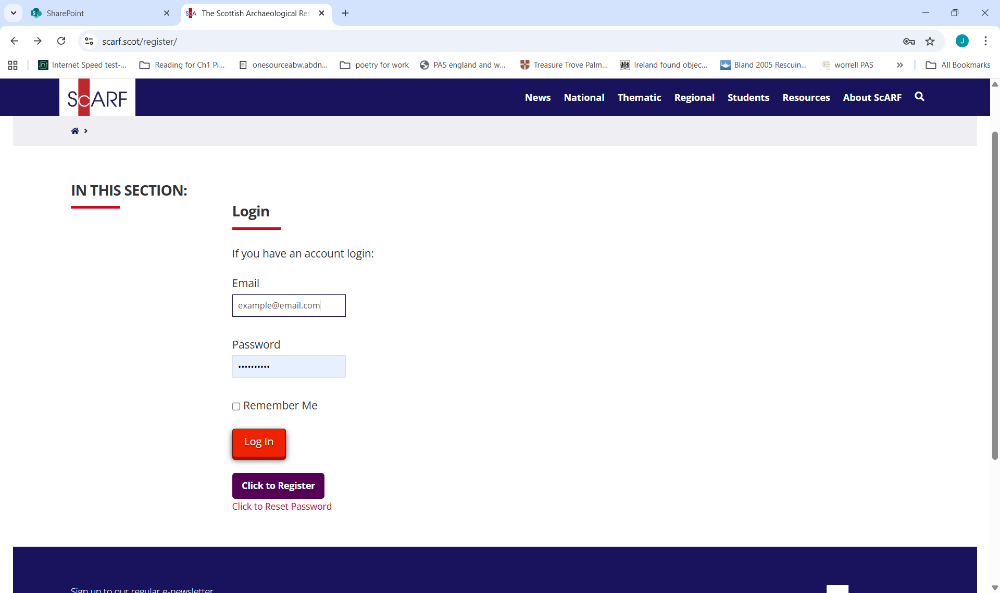 SharePoint
The Scottish Archaeological Res
scarf.scot/register/
J
Internet Speed test-...
Reading for Ch1 Pi...
onesourceabw.abdn...
poetry for work
PAS england and w...
Treasure Trove Palm...
Ireland found objec...
Bland 2005 Rescuin...
worrell PAS
All Bookmarks
ScARF
News
National
Thematic
Regional
Students
Resources
About ScARF
IN THIS SECTION:
Login
If you have an account login:
Email
example@email.com
Password
••••••••••
Remember Me
Log In
Click to Register
Click to Reset Password
Sign up to our regular e-newsletter